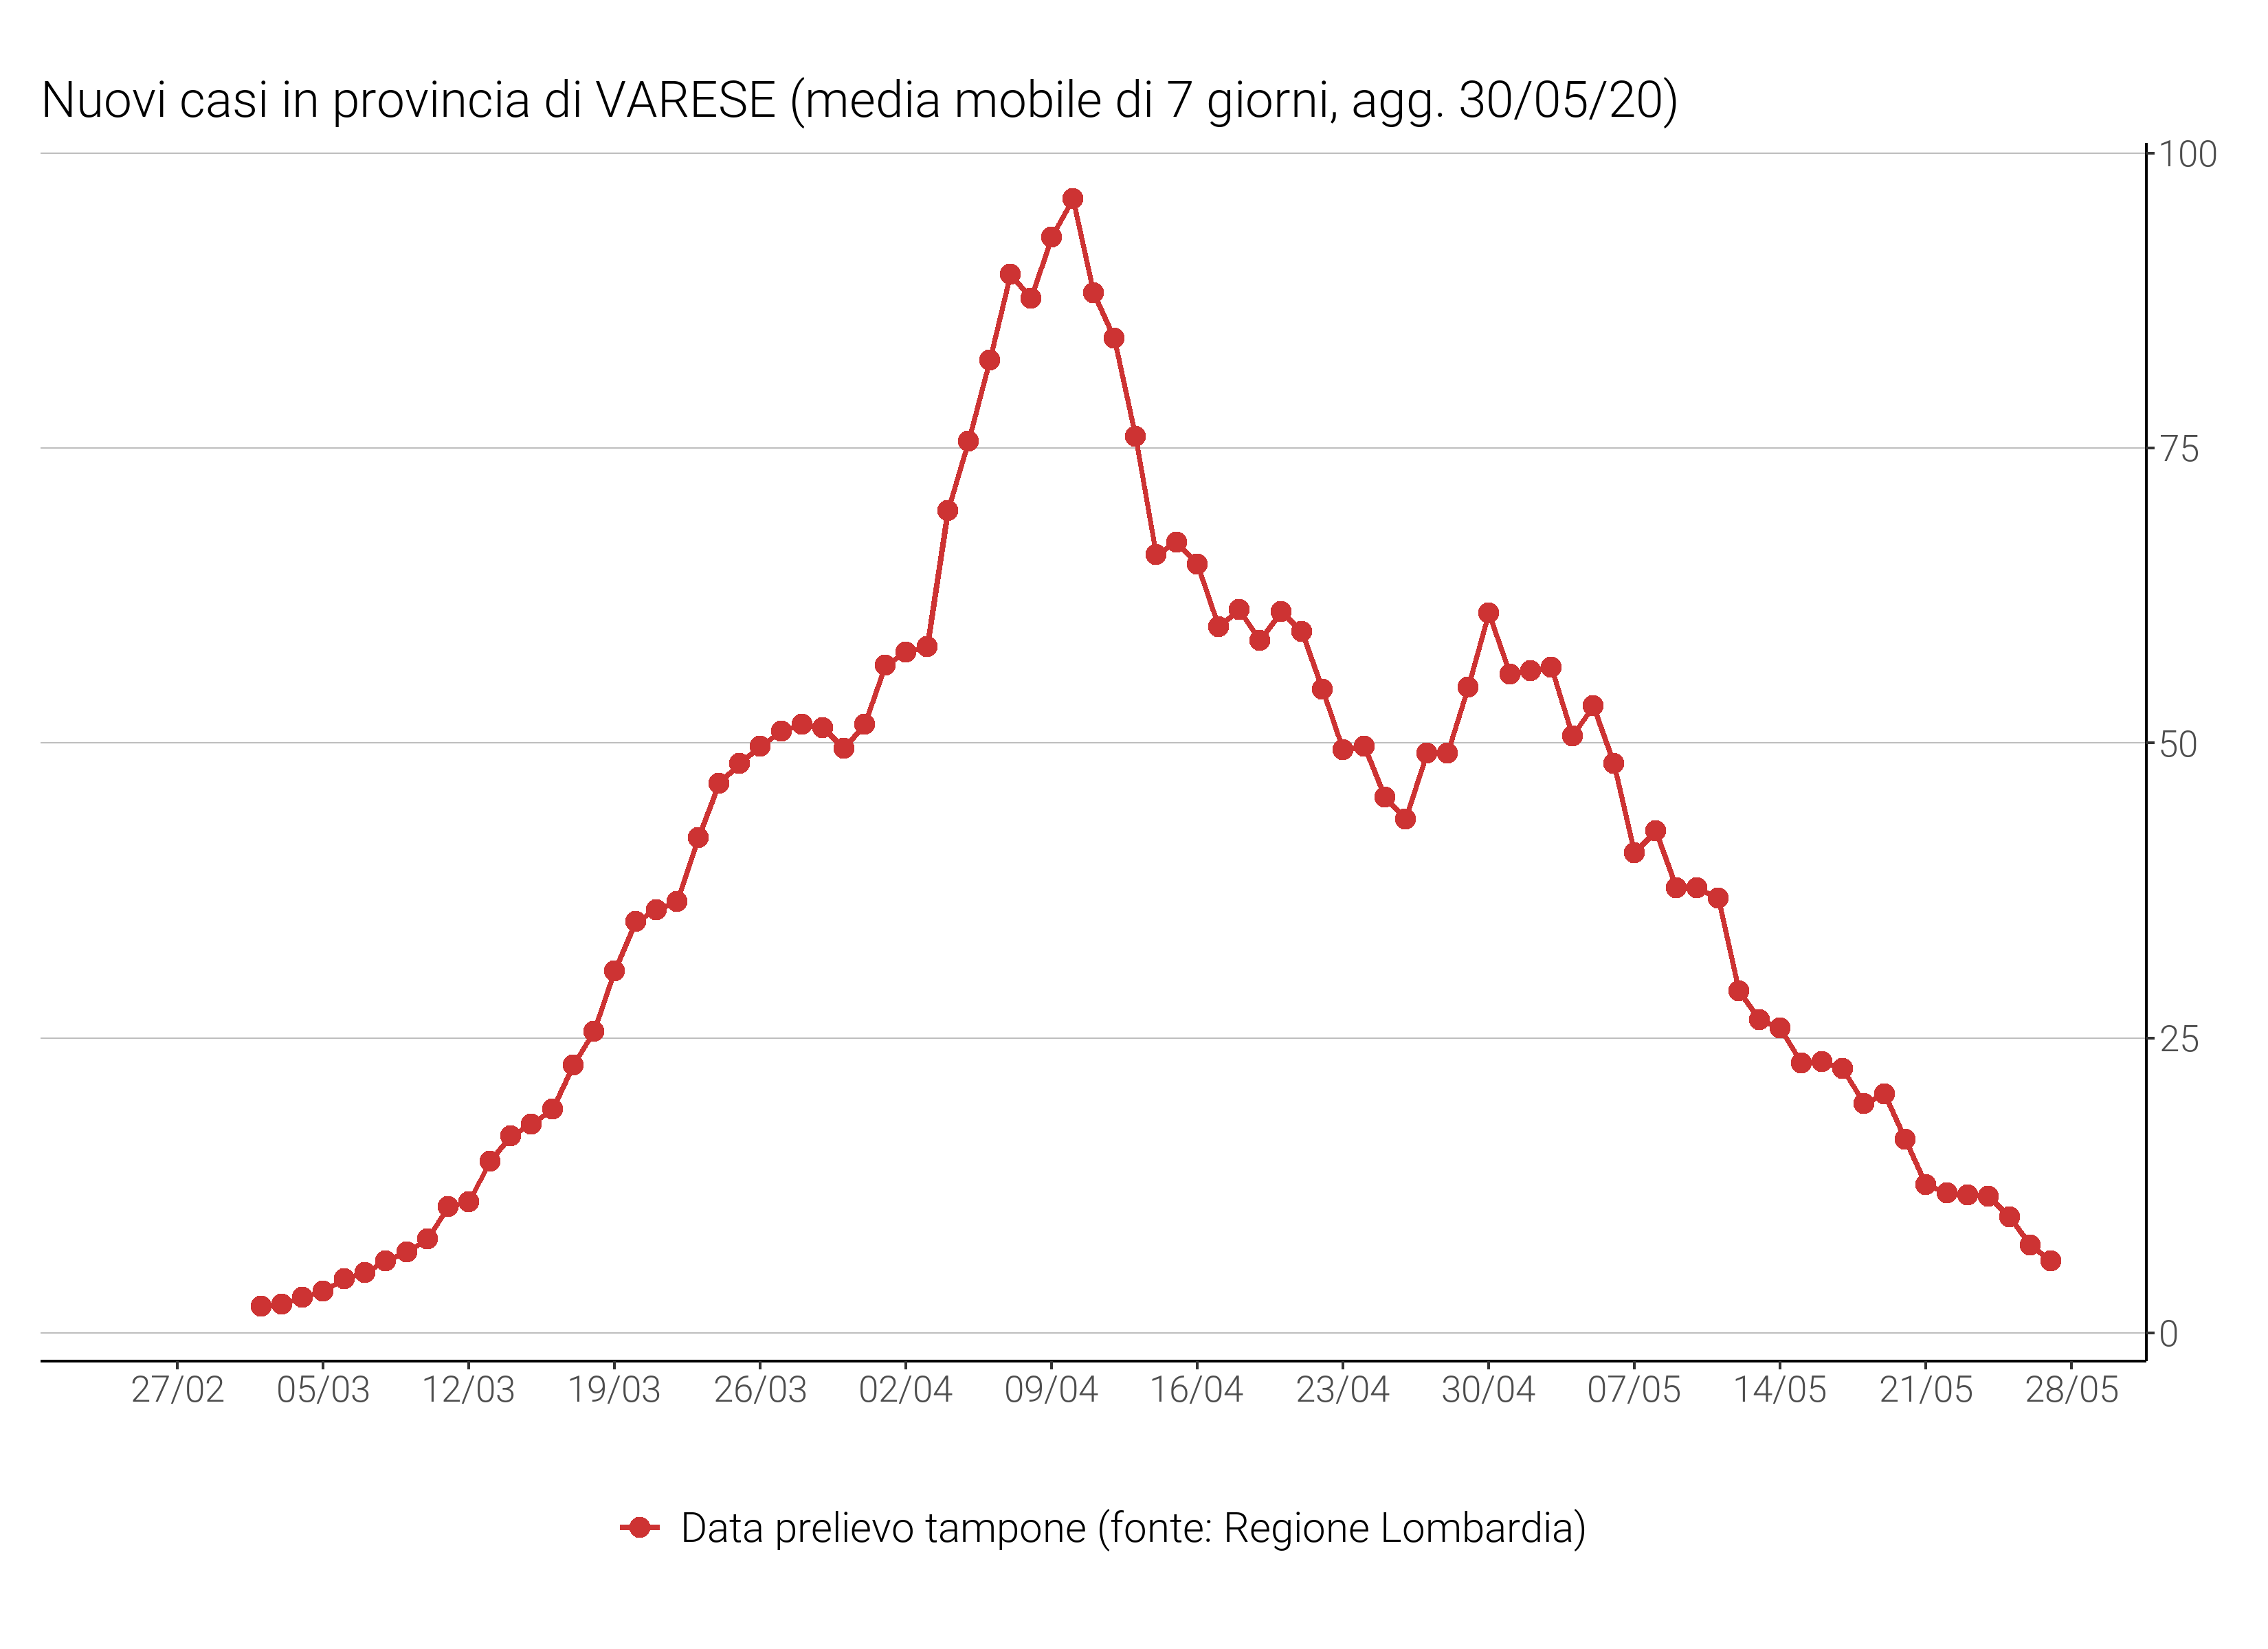 Nuovi casi in provincia di VARESE (media mobile di 7 giorni, agg. 30/05/20)
100
75
50
25
0
27/02 05/03 12/03 19/03 26/03 02/04 09/04 16/04 23/04 30/04 07/05 14/05 21/05 28/05
Data prelievo tampone (fonte: Regione Lombardia)